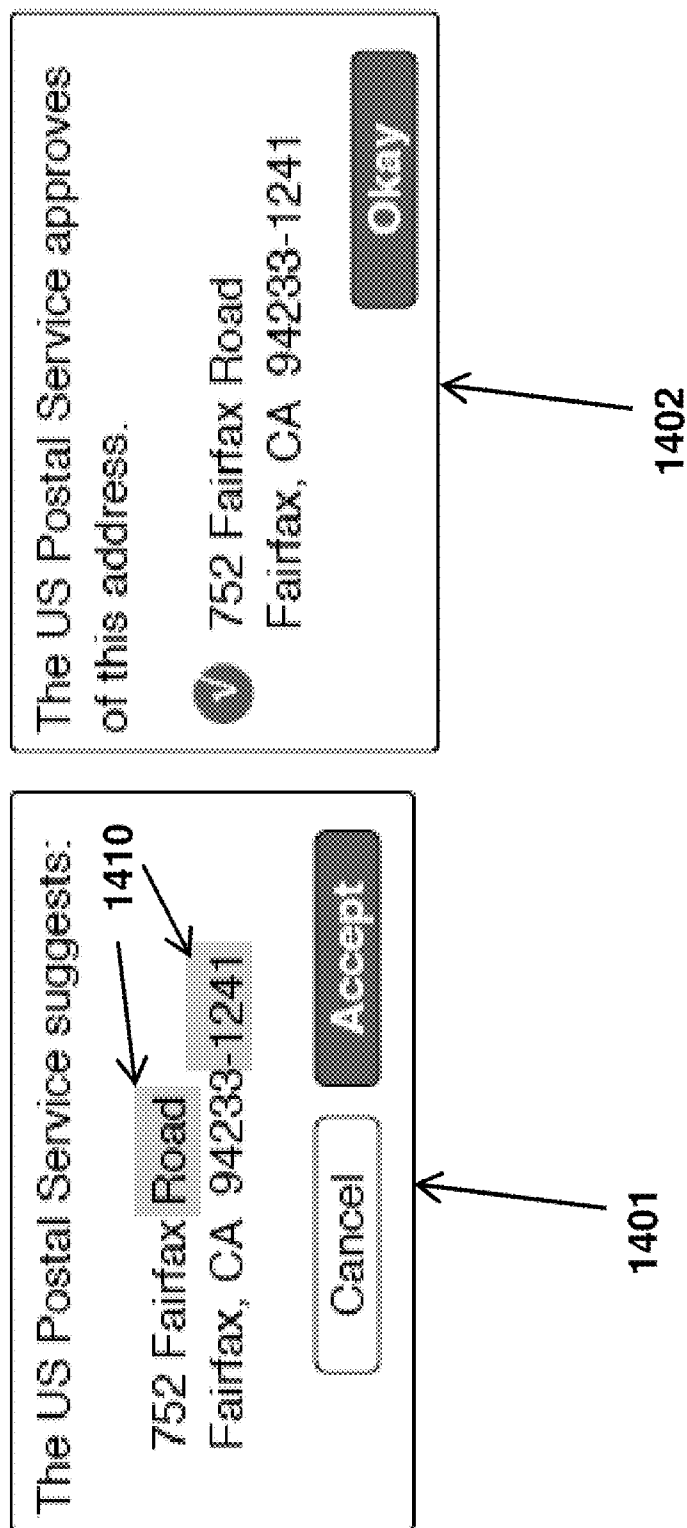 The US Postal Service suggests:
1410
752 Fairfax Road
Fairfax, CA 94233-1241
Cancel
Accept
1401
The US Postal Service approves
of this address.
√
752 Fairfax Road
Fairfax, CA 94233-1241
Okay
1402